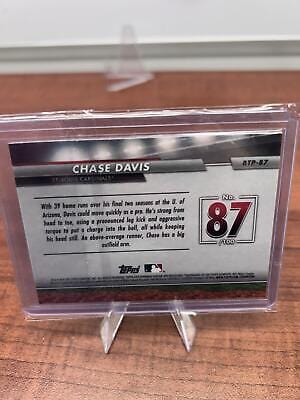 CHASE DAVIS
BTP-87
ST. LOUIS CARDINALS®
With 39 home runs over his final two seasons at the U. of
Arizona, Davis could move quickly as a pro. He's strong from
head to toe, using a pronounced leg kick and aggressive
torque to put a charge into the ball, all while keeping
his head still. An above-average runner, Chase has a big
outfield arm.
No.
87
/100
Topps